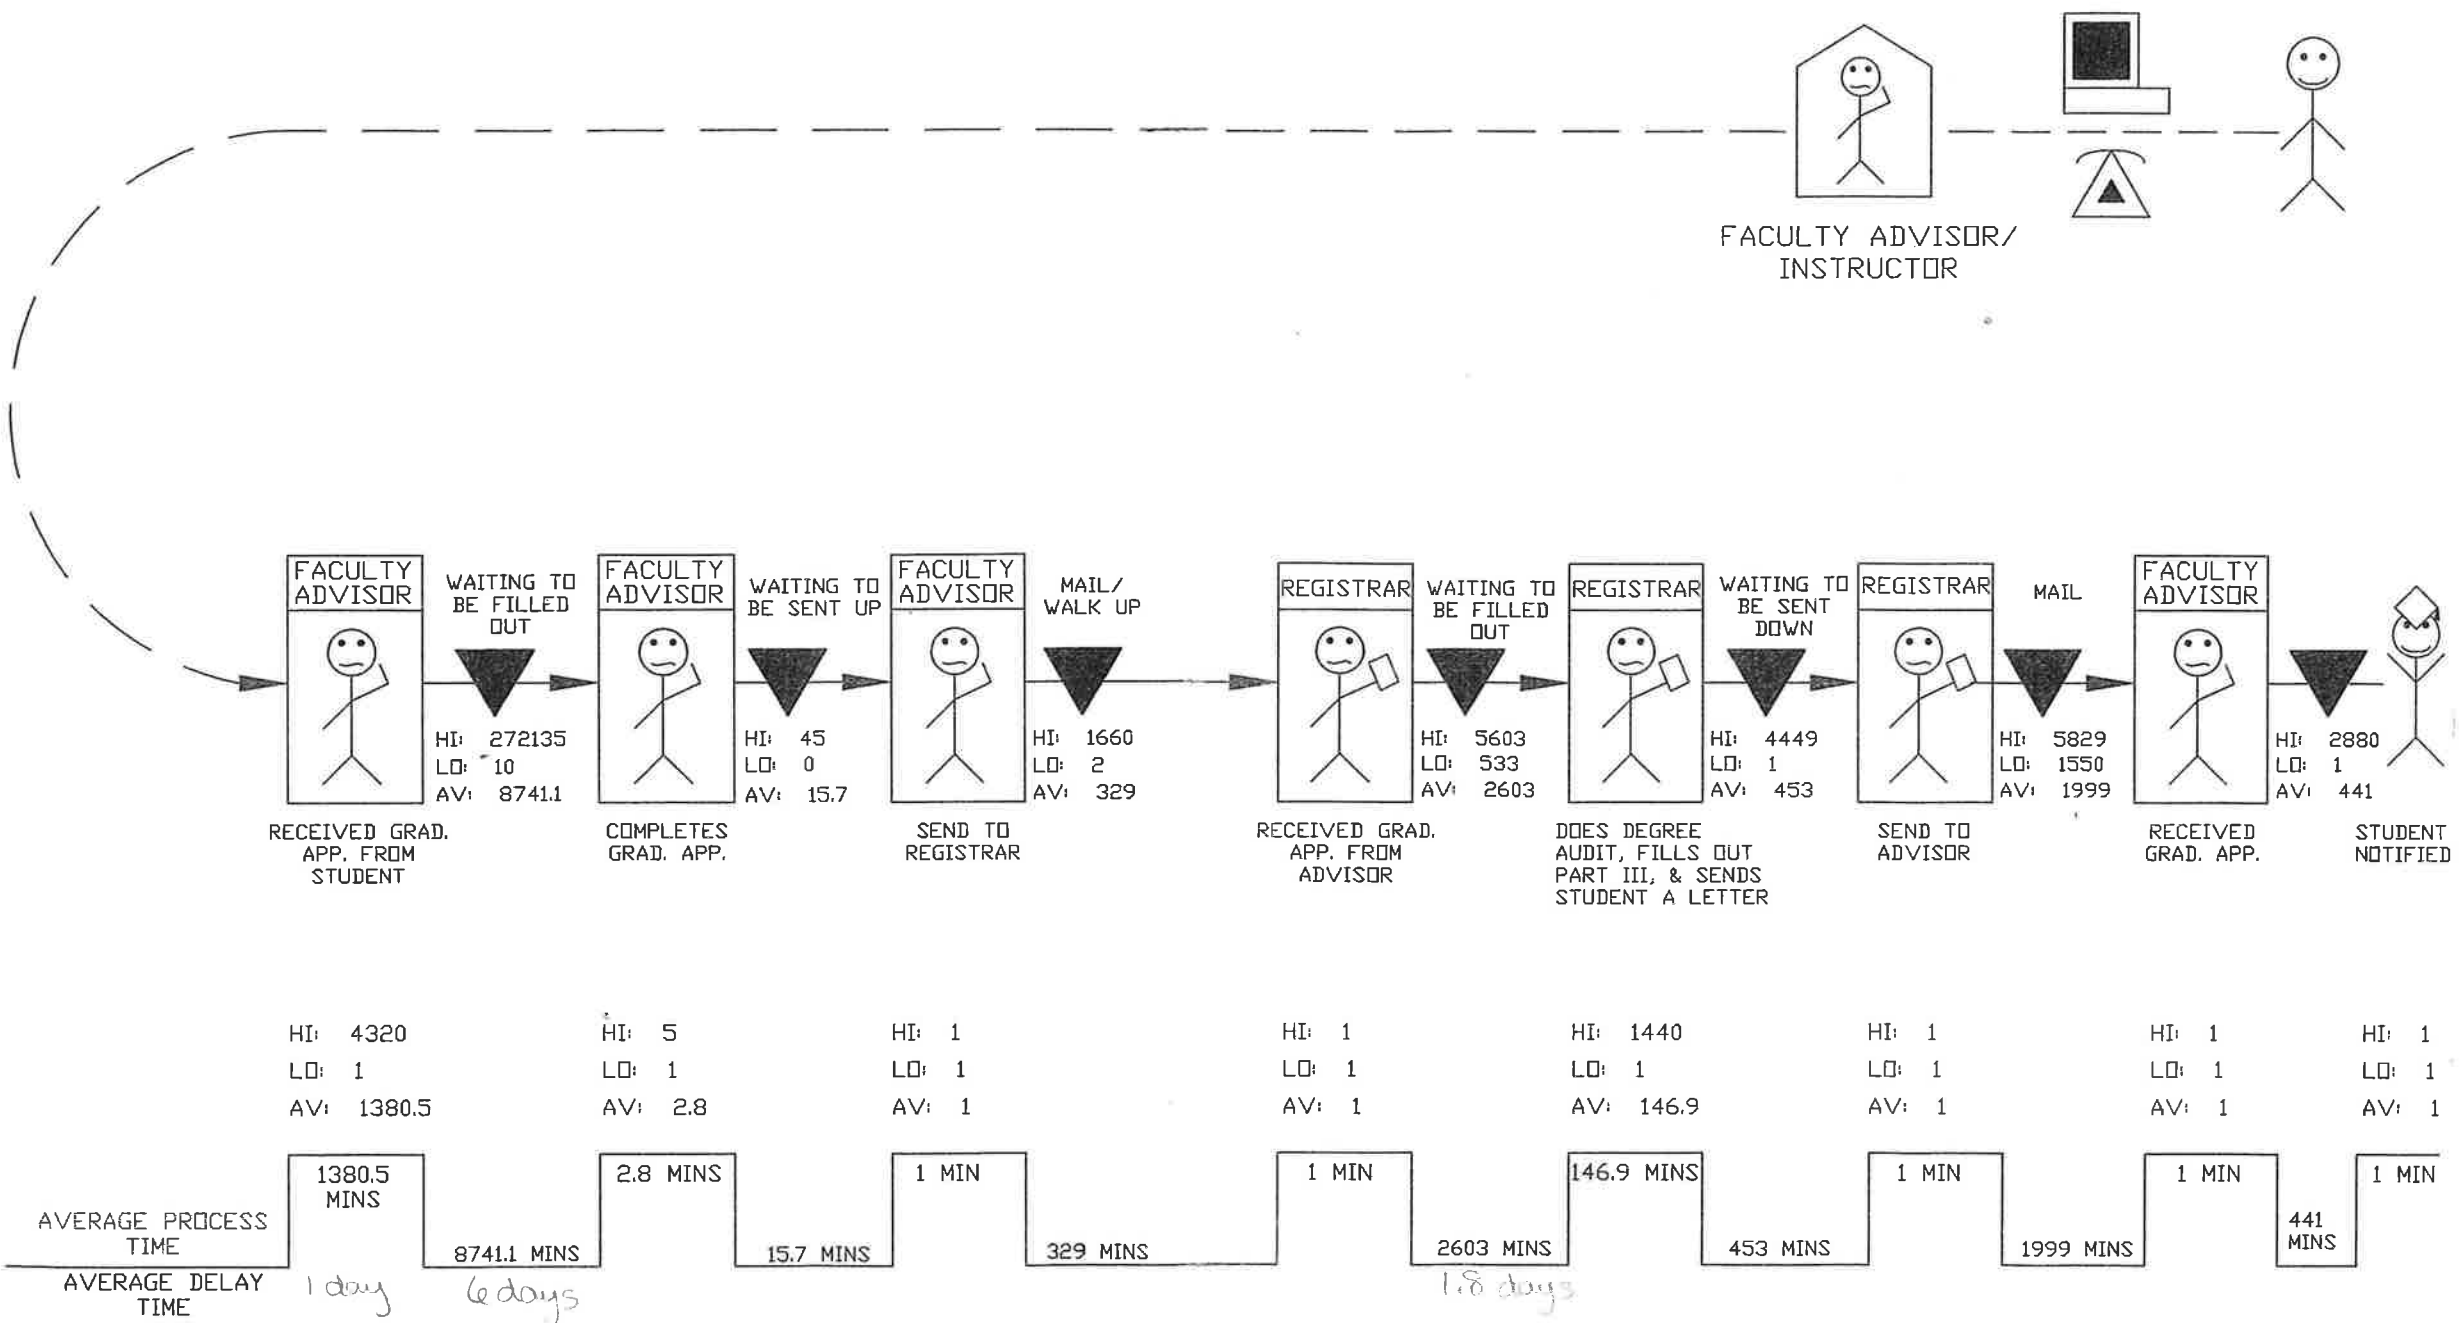 FACULTY ADVISOR/
INSTRUCTOR
FACULTY
ADVISOR
WAITING TO
BE FILLED
OUT
FACULTY
ADVISOR
WAITING TO
BE SENT UP
FACULTY
ADVISOR
MAIL/
WALK UP
REGISTRAR
WAITING TO
BE FILLED
OUT
REGISTRAR
WAITING TO
BE SENT
DOWN
REGISTRAR
MAIL
FACULTY
ADVISOR
HI: 272135
LO: 10
AV: 8741.1
HI: 45
LO: 0
AV: 15.7
HI: 1660
LO: 2
AV: 329
HI: 5603
LO: 533
AV: 2603
HI: 4449
LO: 1
AV: 453
HI: 5829
LO: 1550
AV: 1999
HI: 2880
LO: 1
AV: 441
RECEIVED GRAD.
APP. FROM
STUDENT
COMPLETES
GRAD. APP.
SEND TO
REGISTRAR
RECEIVED GRAD.
APP. FROM
ADVISOR
DOES DEGREE
AUDIT, FILLS OUT
PART III, & SENDS
STUDENT A LETTER
SEND TO
ADVISOR
RECEIVED
GRAD. APP.
STUDENT
NOTIFIED
HI: 4320
LO: 1
AV: 1380.5
HI: 5
LO: 1
AV: 2.8
HI: 1
LO: 1
AV: 1
HI: 1
LO: 1
AV: 1
HI: 1440
LO: 1
AV: 146.9
HI: 1
LO: 1
AV: 1
HI: 1
LO: 1
AV: 1
HI: 1
LO: 1
AV: 1
AVERAGE PROCESS
TIME
1380.5
MINS
8741.1 MINS
2.8 MINS
15.7 MINS
1 MIN
329 MINS
1 MIN
2603 MINS
146.9 MINS
453 MINS
1 MIN
1999 MINS
1 MIN
441
MINS
1 MIN
AVERAGE DELAY
TIME
1 day
6 days
1.8 days